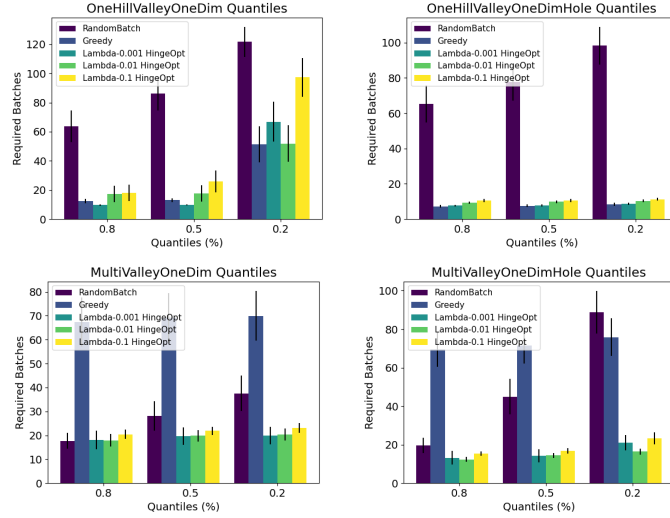 OneHillValleyOneDim Quantiles
Required Batches
120
100
80
60
40
20
0
RandomBatch
Greedy
Lambda-0.001 HingeOpt
Lambda-0.01 HingeOpt
Lambda-0.1 HingeOpt
0.8
0.5
0.2
Quantiles (%)
OneHillValleyOneDimHole Quantiles
Required Batches
100
80
60
40
20
0
RandomBatch
Greedy
Lambda-0.001 HingeOpt
Lambda-0.01 HingeOpt
Lambda-0.1 HingeOpt
0.8
0.5
0.2
Quantiles (%)
MultiValleyOneDim Quantiles
Required Batches
80
70
60
50
40
30
20
10
0
RandomBatch
Greedy
Lambda-0.001 HingeOpt
Lambda-0.01 HingeOpt
Lambda-0.1 HingeOpt
0.8
0.5
0.2
Quantiles (%)
MultiValleyOneDimHole Quantiles
Required Batches
100
80
60
40
20
0
RandomBatch
Greedy
Lambda-0.001 HingeOpt
Lambda-0.01 HingeOpt
Lambda-0.1 HingeOpt
0.8
0.5
0.2
Quantiles (%)